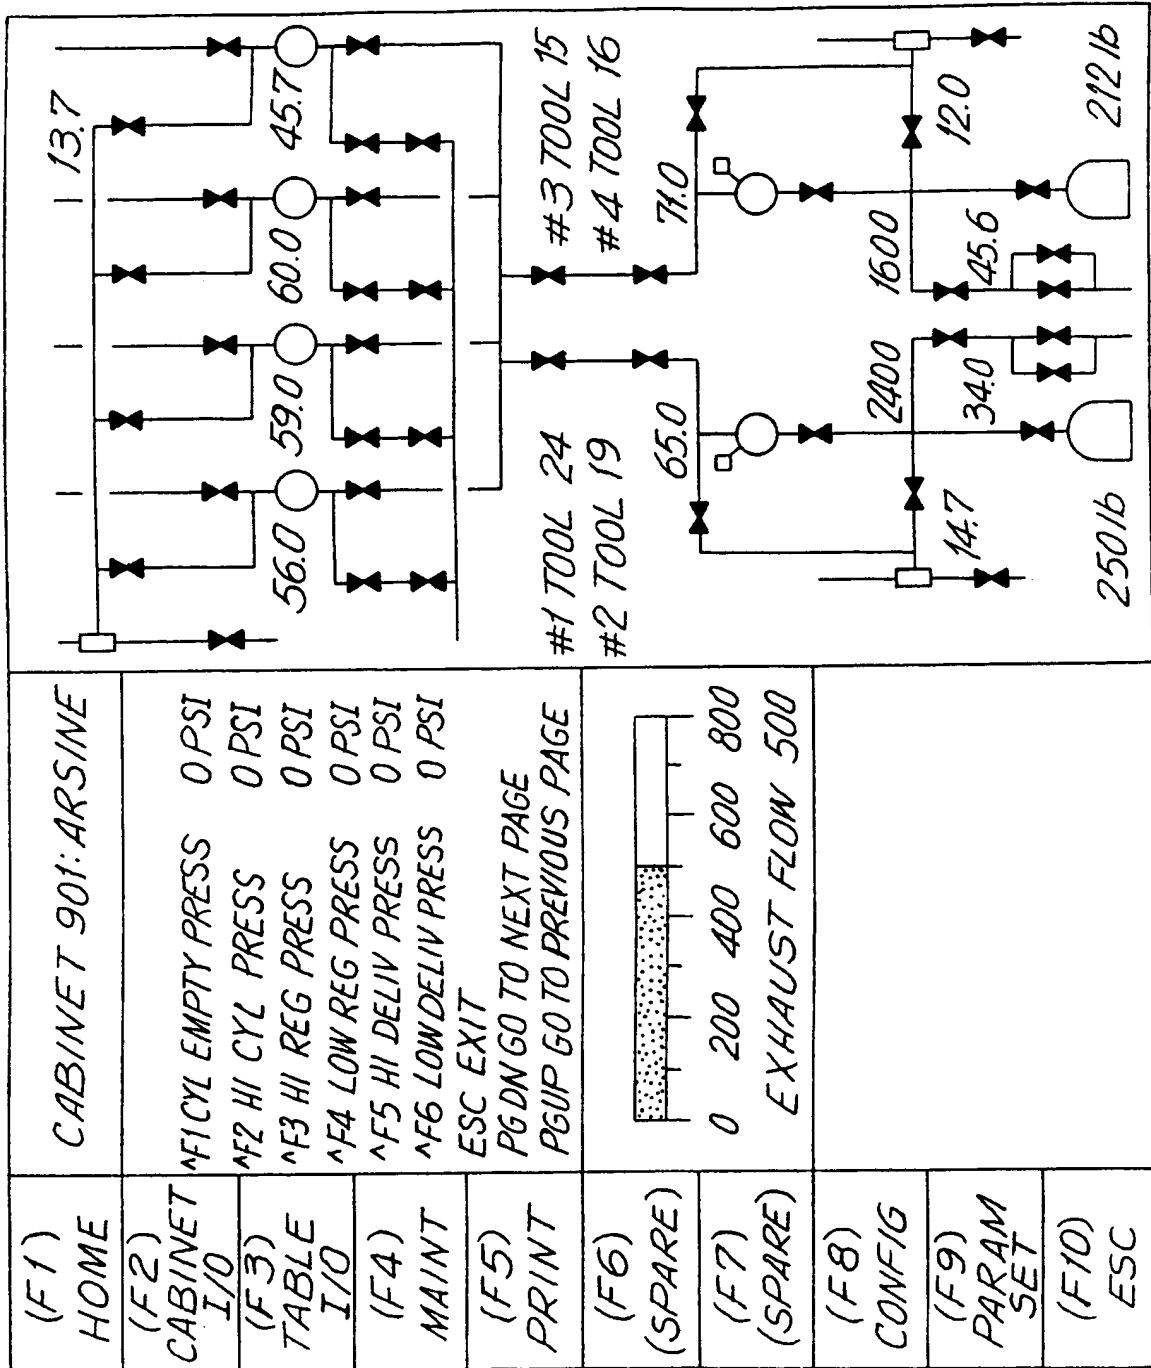 (F1)
HOME
(F2)
CABINET
I/O
(F3)
TABLE
I/O
(F4)
MAINT
(F5)
PRINT
(F6)
(SPARE)
(F7)
(SPARE)
(F8)
CONFIG
(F9)
PARAM
SET
(F10)
ESC
CABINET 901: ARSINE
^F1 CYL EMPTY PRESS 0 PSI
^F2 HI CYL PRESS 0 PSI
^F3 HI REG PRESS 0 PSI
^F4 LOW REG PRESS 0 PSI
^F5 HI DELIV PRESS 0 PSI
^F6 LOW DELIV PRESS 0 PSI
ESC EXIT
PGDN GO TO NEXT PAGE
PGUP GO TO PREVIOUS PAGE
0 200 400 600 800
EXHAUST FLOW 500
13.7
56.0 59.0 60.0 45.7
#1 TOOL 24
#2 TOOL 19
#3 TOOL 15
#4 TOOL 16
65.0 71.0
2400 1600
14.7 34.0 45.6 12.0
250 lb 212 lb